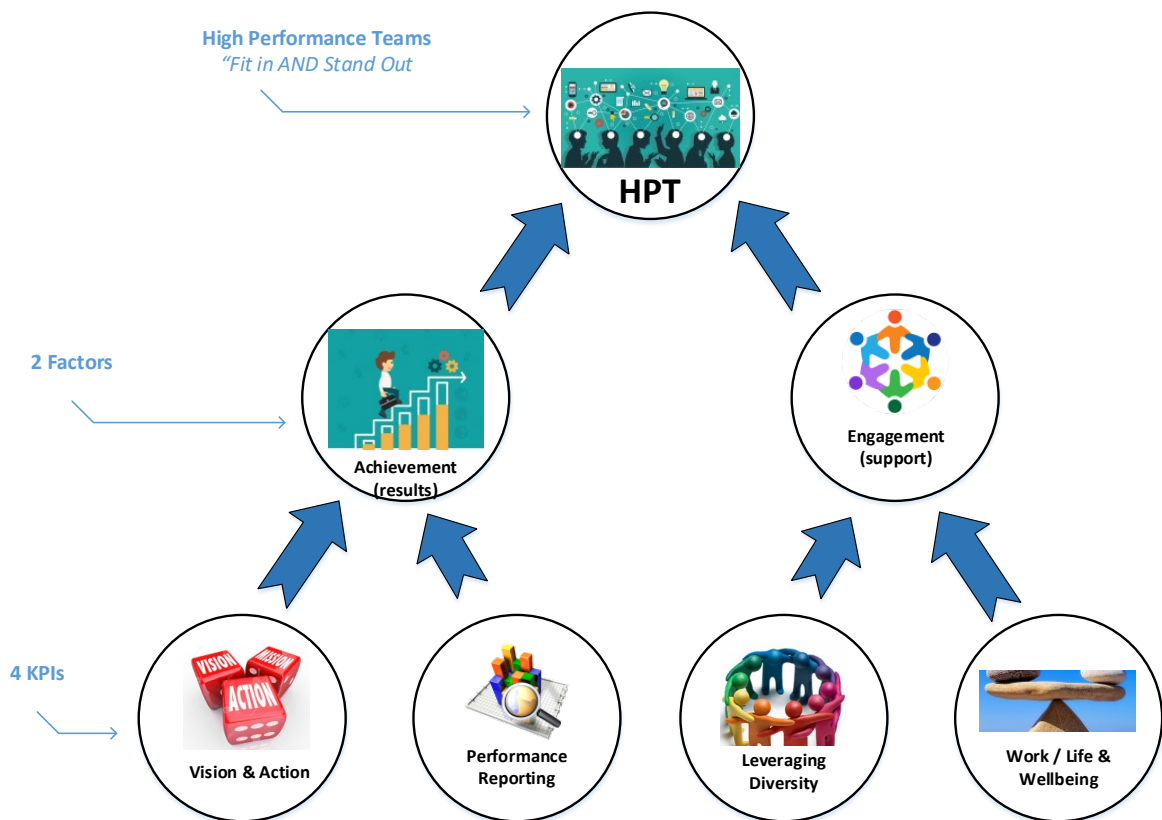 High Performance Teams
“Fit in AND Stand Out
HPT
2 Factors
Achievement
(results)
Engagement
(support)
4 KPIs
VISION
MISSION
ACTION
Vision & Action
Performance
Reporting
Leveraging
Diversity
Work / Life &
Wellbeing